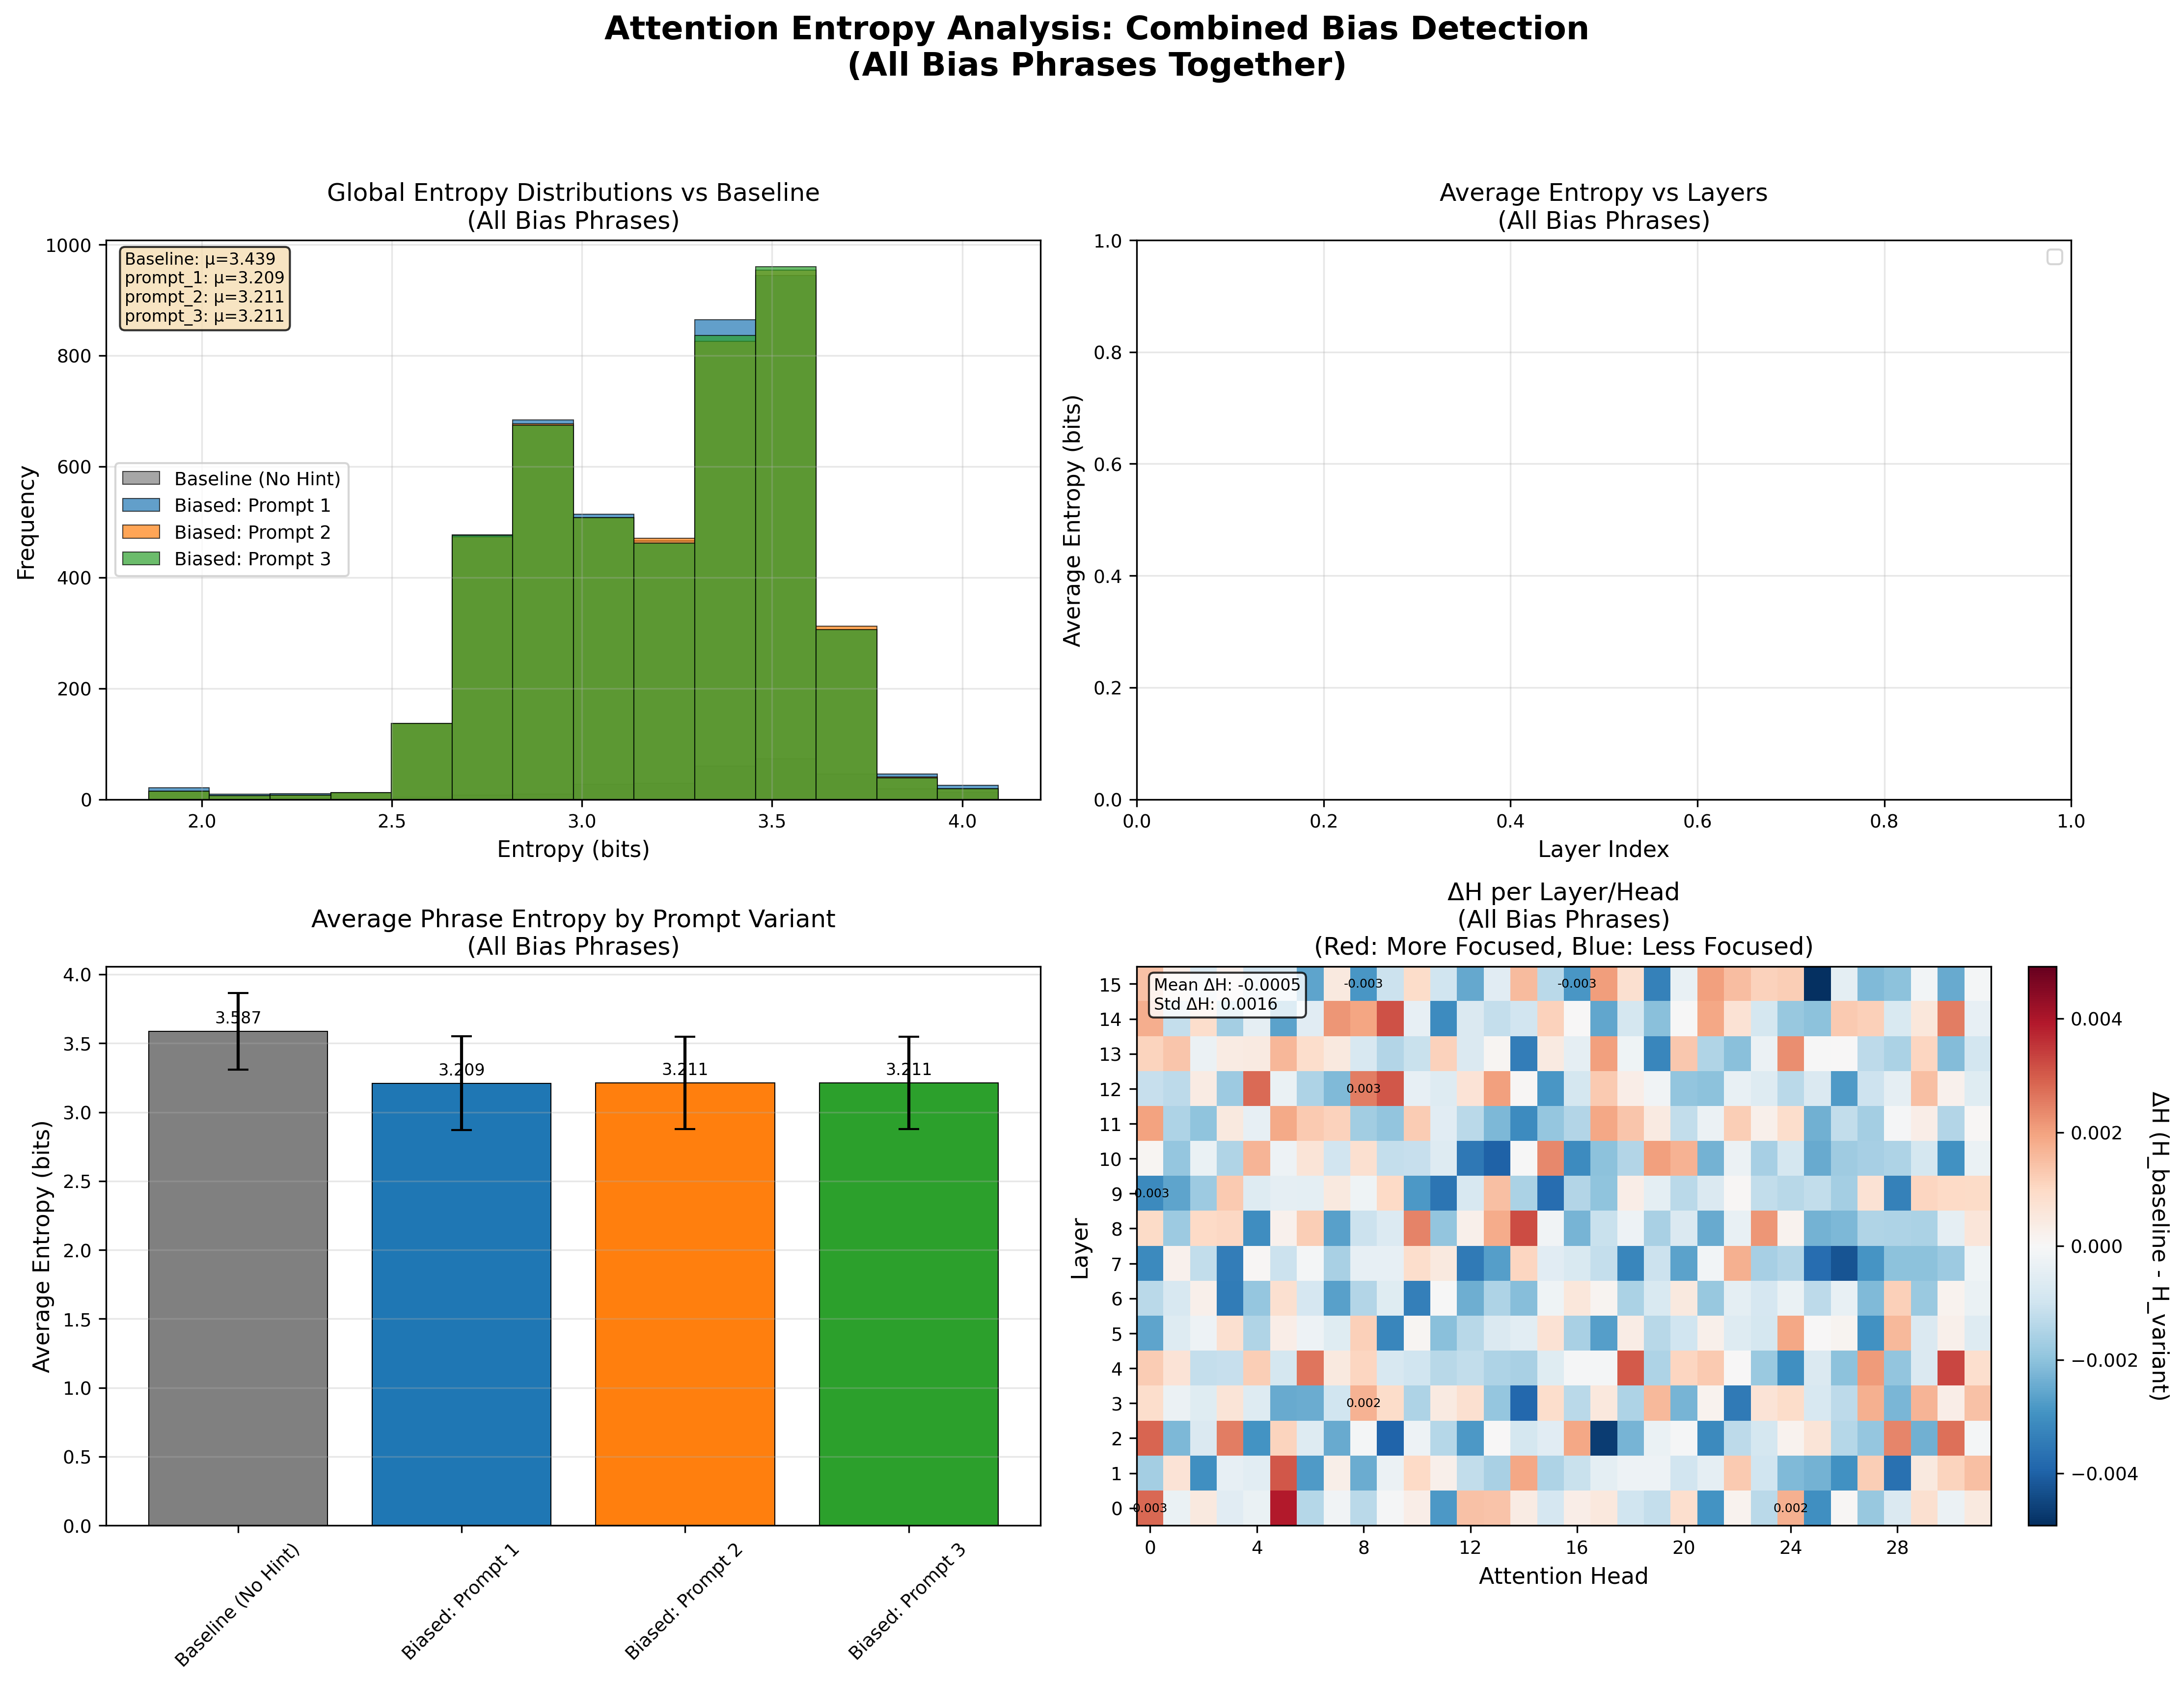 Attention Entropy Analysis: Combined Bias Detection
(All Bias Phrases Together)
Global Entropy Distributions vs Baseline
(All Bias Phrases)
Frequency
1000
800
600
400
200
0
Baseline: μ=3.439
prompt_1: μ=3.209
prompt_2: μ=3.211
prompt_3: μ=3.211
Baseline (No Hint)
Biased: Prompt 1
Biased: Prompt 2
Biased: Prompt 3
2.0 2.5 3.0 3.5 4.0
Entropy (bits)
Average Entropy vs Layers
(All Bias Phrases)
Average Entropy (bits)
1.0
0.8
0.6
0.4
0.2
0.0
0.0 0.2 0.4 0.6 0.8 1.0
Layer Index
Average Phrase Entropy by Prompt Variant
(All Bias Phrases)
Average Entropy (bits)
4.0
3.5
3.0
2.5
2.0
1.5
1.0
0.5
0.0
3.587
3.209
3.211
3.211
Baseline (No Hint)
Biased: Prompt 1
Biased: Prompt 2
Biased: Prompt 3
ΔH per Layer/Head
(All Bias Phrases)
(Red: More Focused, Blue: Less Focused)
Layer
15
14
13
12
11
10
9
8
7
6
5
4
3
2
1
0
Mean ΔH: -0.0005
Std ΔH: 0.0016
-0.003
-0.003
0.003
-0.003
0.002
0.003
0.002
0 4 8 12 16 20 24 28
Attention Head
0.004
0.002
0.000
−0.002
−0.004
ΔH (H_baseline - H_variant)